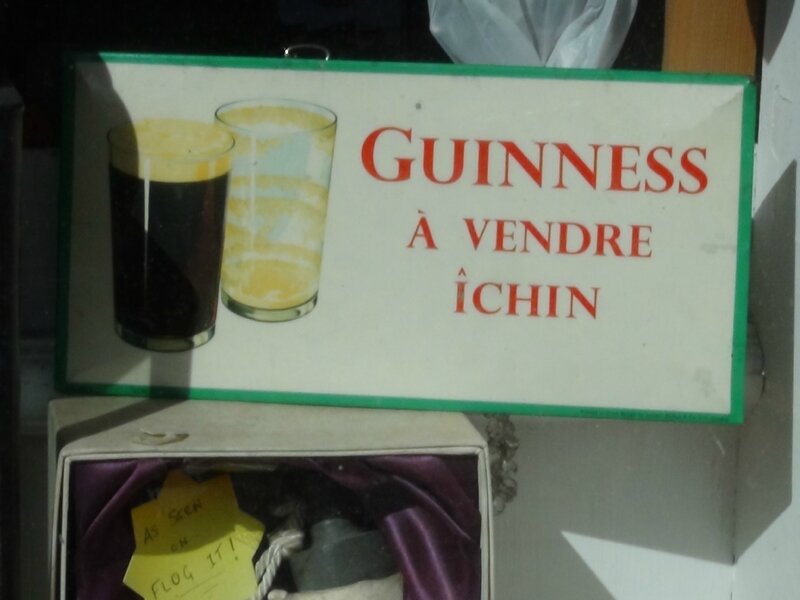 GUINNESS
À VENDRE
ÎCHIN
AS SEEN
ON
FLOG IT!